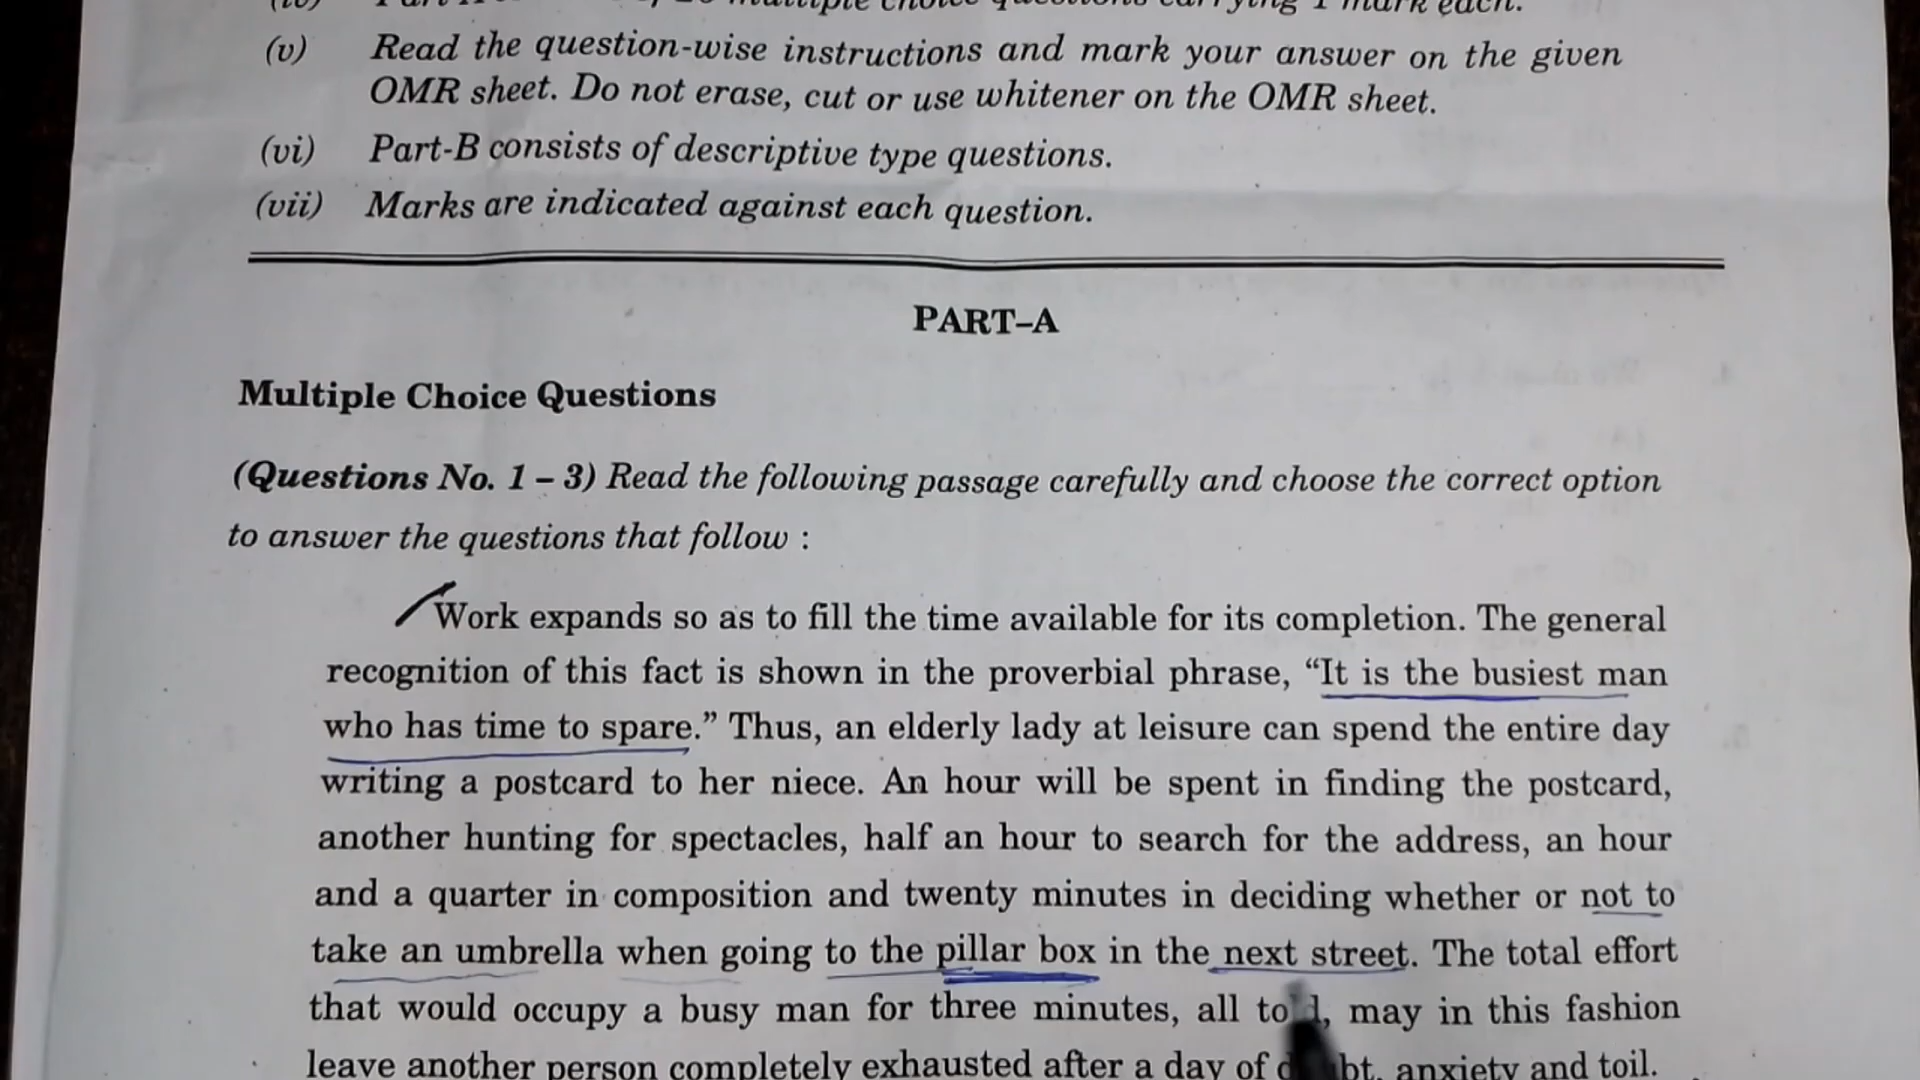 multiple choice questions carrying 1 mark each.
(v) Read the question-wise instructions and mark your answer on the given
OMR sheet. Do not erase, cut or use whitener on the OMR sheet.
(vi) Part-B consists of descriptive type questions.
(vii) Marks are indicated against each question.
PART–A
Multiple Choice Questions
(Questions No. 1 – 3) Read the following passage carefully and choose the correct option
to answer the questions that follow :
Work expands so as to fill the time available for its completion. The general
recognition of this fact is shown in the proverbial phrase, “It is the busiest man
who has time to spare.” Thus, an elderly lady at leisure can spend the entire day
writing a postcard to her niece. An hour will be spent in finding the postcard,
another hunting for spectacles, half an hour to search for the address, an hour
and a quarter in composition and twenty minutes in deciding whether or not to
take an umbrella when going to the pillar box in the next street. The total effort
that would occupy a busy man for three minutes, all told, may in this fashion
leave another person completely exhausted after a day of doubt, anxiety and toil.